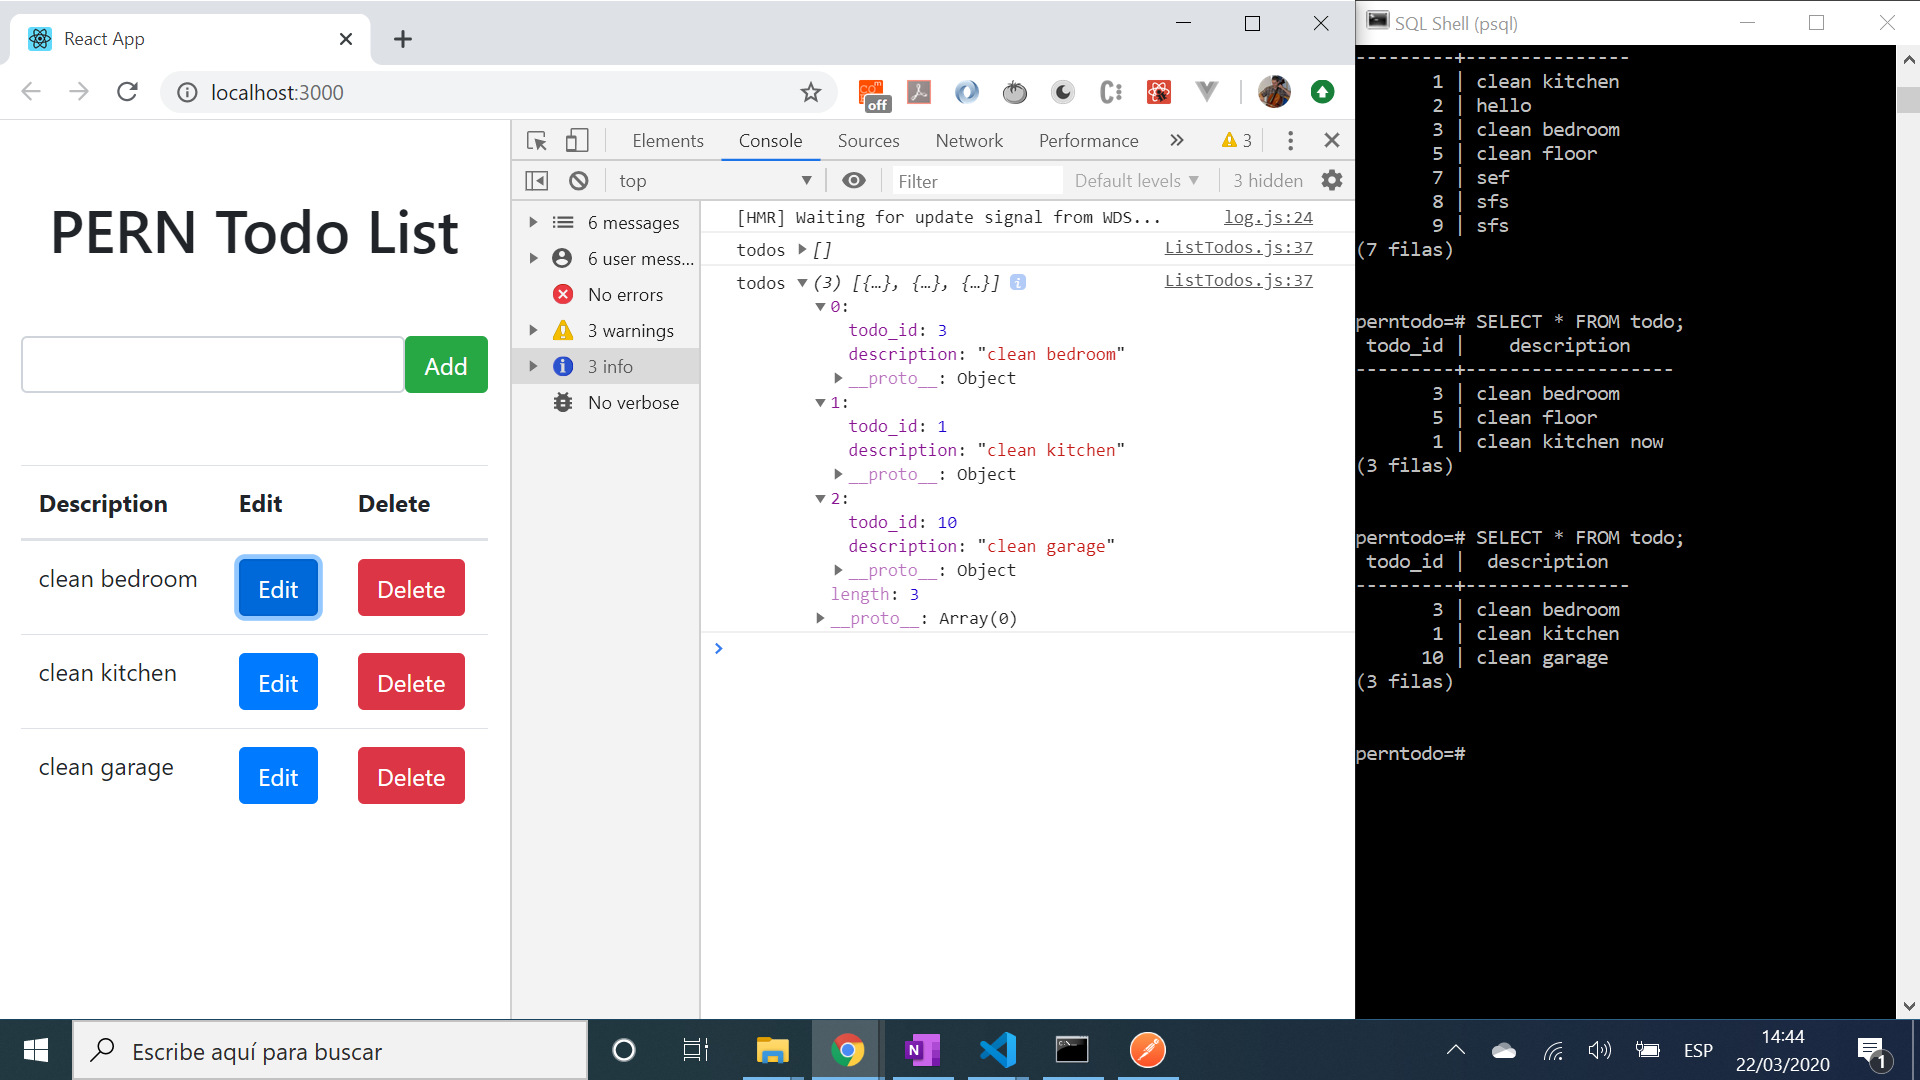 React App
localhost:3000
off
PERN Todo List
Add
Description Edit Delete
clean bedroom Edit Delete
clean kitchen Edit Delete
clean garage Edit Delete
Elements Console Sources Network Performance 3
top Filter Default levels 3 hidden
6 messages
6 user mess...
No errors
3 warnings
3 info
No verbose
[HMR] Waiting for update signal from WDS... log.js:24
todos [] ListTodos.js:37
todos (3) [{…}, {…}, {…}] ListTodos.js:37
0:
todo_id: 3
description: "clean bedroom"
__proto__: Object
1:
todo_id: 1
description: "clean kitchen"
__proto__: Object
2:
todo_id: 10
description: "clean garage"
__proto__: Object
length: 3
__proto__: Array(0)
SQL Shell (psql)
---------+--------------
1 | clean kitchen
2 | hello
3 | clean bedroom
5 | clean floor
7 | sef
8 | sfs
9 | sfs
(7 filas)
perntodo=# SELECT * FROM todo;
todo_id | description
---------+-------------------
3 | clean bedroom
5 | clean floor
1 | clean kitchen now
(3 filas)
perntodo=# SELECT * FROM todo;
todo_id | description
---------+--------------
3 | clean bedroom
1 | clean kitchen
10 | clean garage
(3 filas)
perntodo=#
Escribe aquí para buscar
ESP
14:44
22/03/2020
1